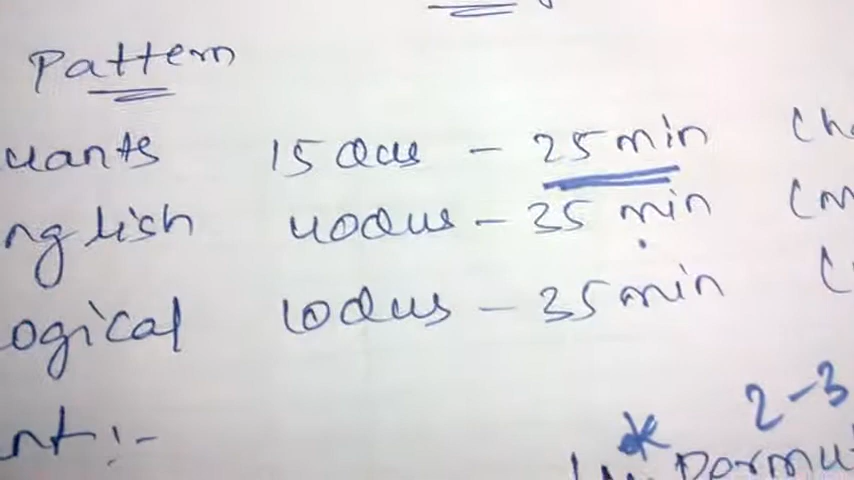 Pattern
uants 15 Qus - 25 min (h
nglish 40 Qus - 35 min (m
ogical 10 Qus - 35 min (
nt :-
* 2-3
Permu